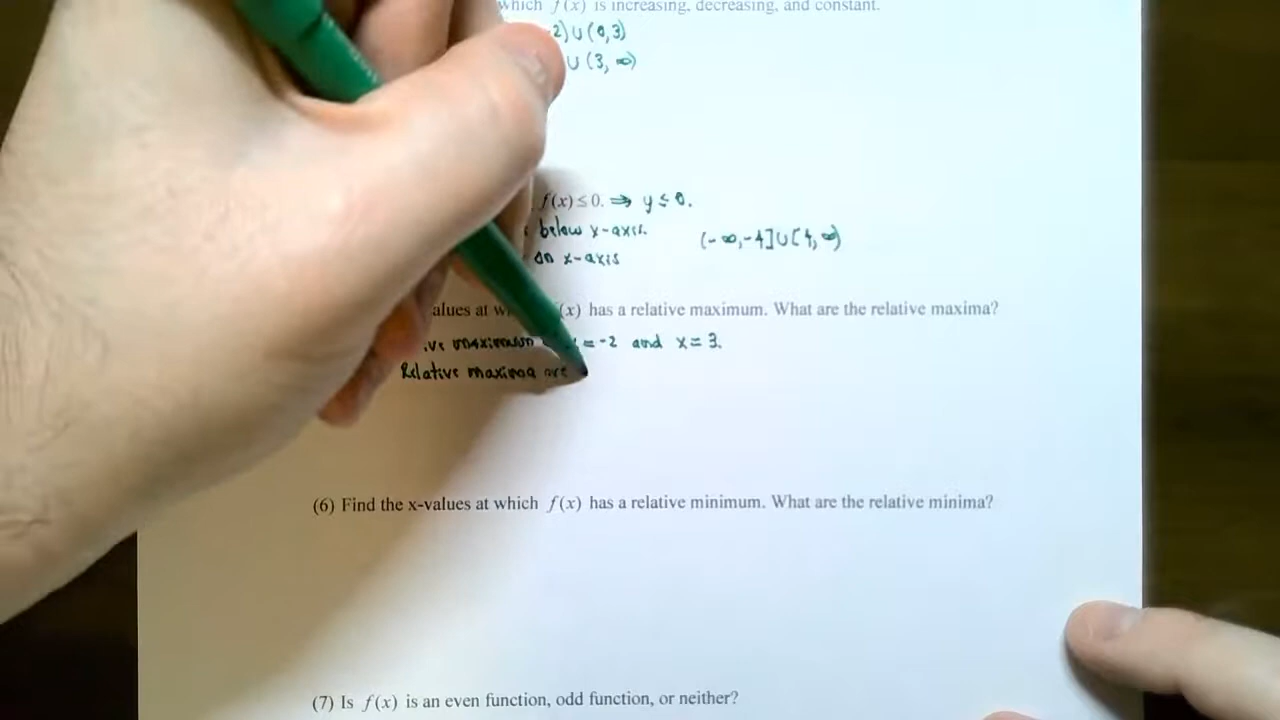 which f(x) is increasing, decreasing, and constant.
2)∪(0,3)
∪(3,∞)
f(x)≤0. ⇒ y≤0.
below x-axis. (-∞,-4]∪[4,∞)
on x-axis
alues at (x) has a relative maximum. What are the relative maxima?
ive maximum =-2 and x=3.
Relative maxima are
(6) Find the x-values at which f(x) has a relative minimum. What are the relative minima?
(7) Is f(x) is an even function, odd function, or neither?